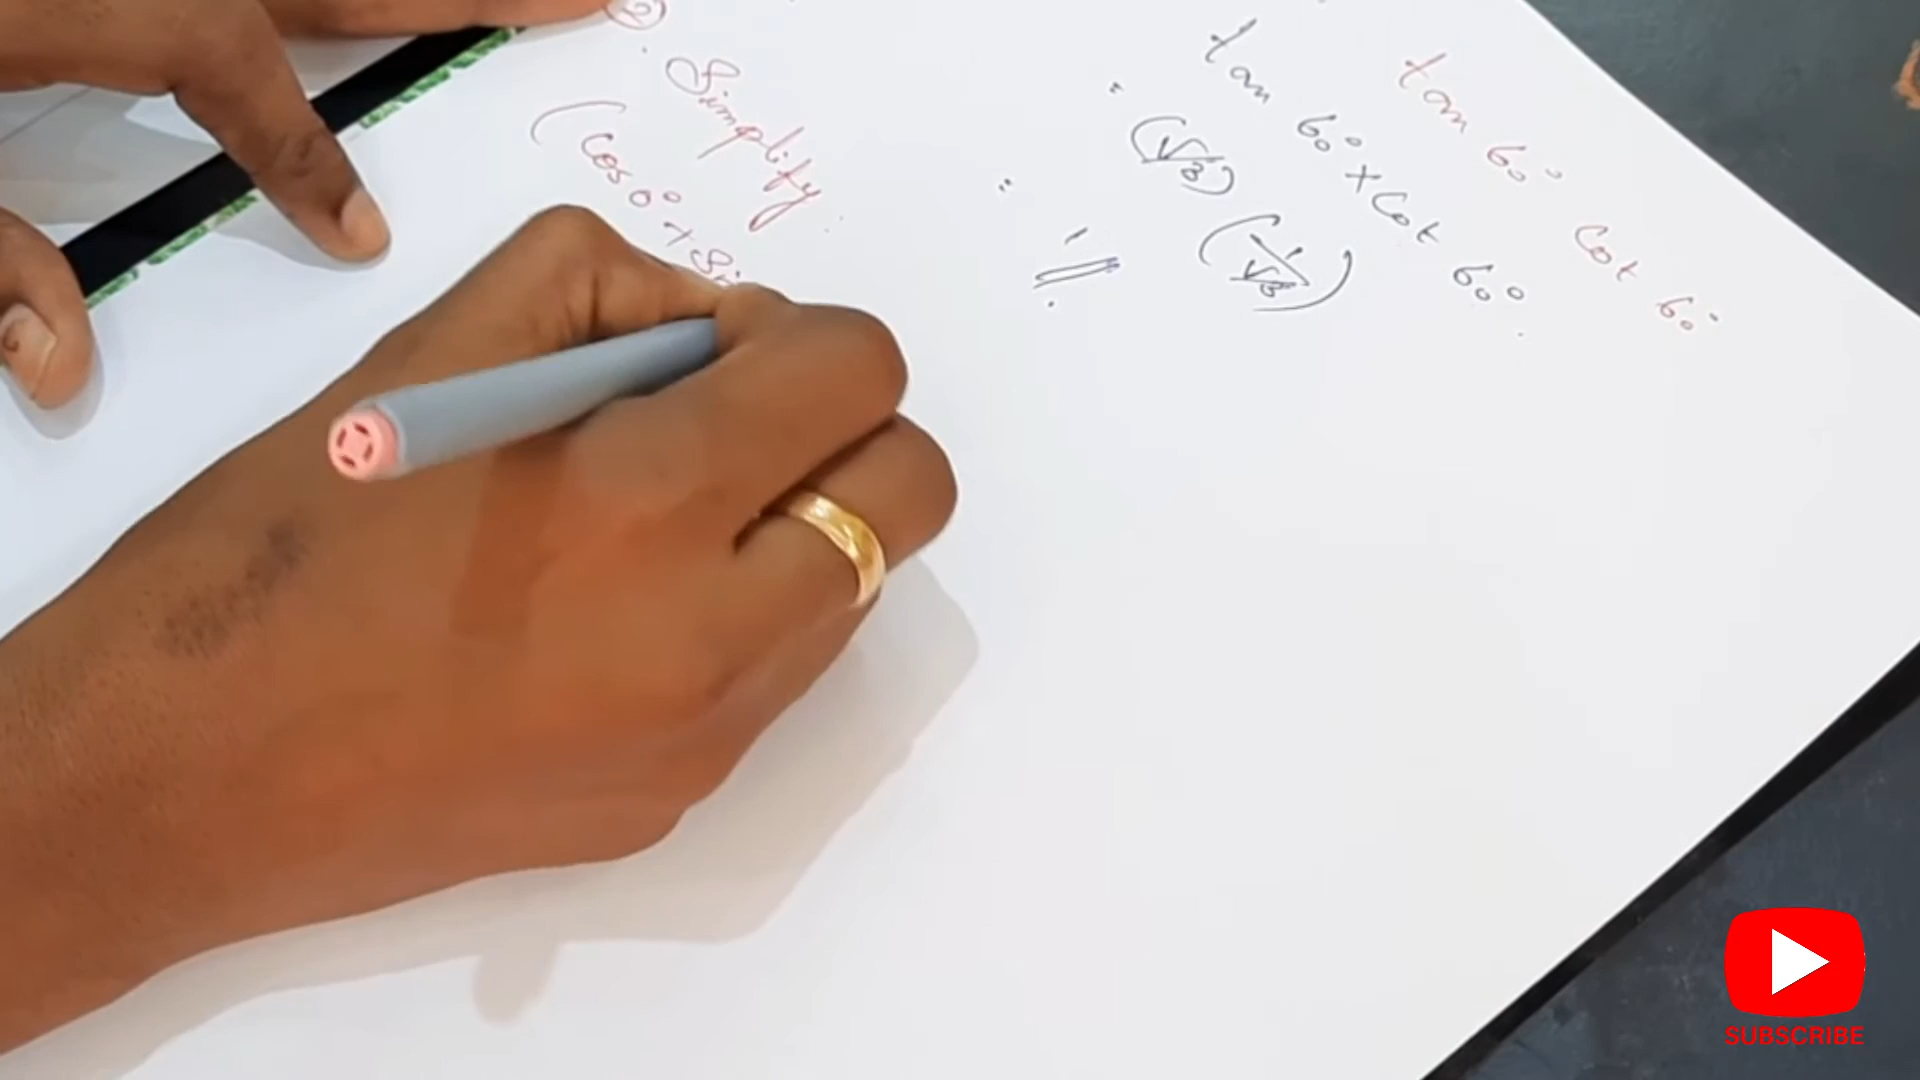 tan 60° cot 60°
tan 60° × cot 60°.
= (√3) (1/√3)
= 1 //.
②. Simplify.
(cos 0° + Si
SUBSCRIBE